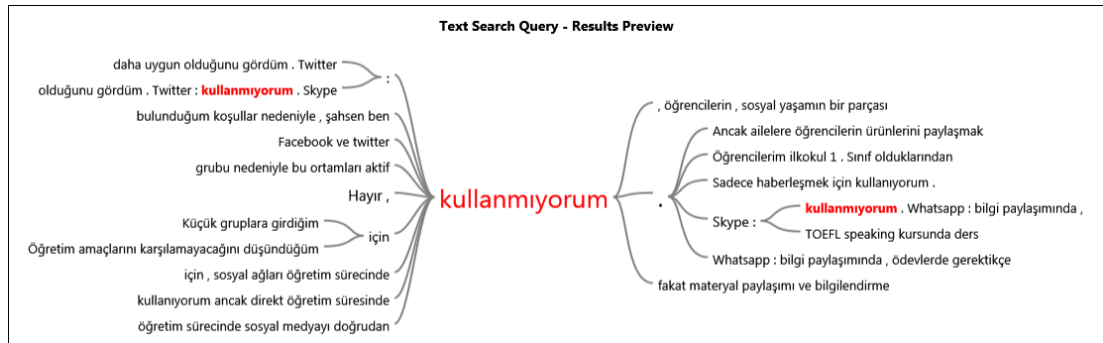 Text Search Query - Results Preview
daha uygun olduğunu gördüm . Twitter
:
olduğunu gördüm . Twitter : kullanmıyorum . Skype
bulunduğum koşullar nedeniyle , şahsen ben
Facebook ve twitter
grubu nedeniyle bu ortamları aktif
Hayır ,
Küçük gruplara girdiğim
için
Öğretim amaçlarını karşılamayacağını düşündüğüm
için , sosyal ağları öğretim sürecinde
kullanıyorum ancak direkt öğretim süresinde
öğretim sürecinde sosyal medyayı doğrudan
kullanmıyorum
, öğrencilerin , sosyal yaşamın bir parçası
.
Ancak ailelere öğrencilerin ürünlerini paylaşmak
Öğrencilerim ilkokul 1 . Sınıf olduklarından
Sadece haberleşmek için kullanıyorum .
Skype :
kullanmıyorum . Whatsapp : bilgi paylaşımında ,
TOEFL speaking kursunda ders
Whatsapp : bilgi paylaşımında , ödevlerde gerektikçe
fakat materyal paylaşımı ve bilgilendirme